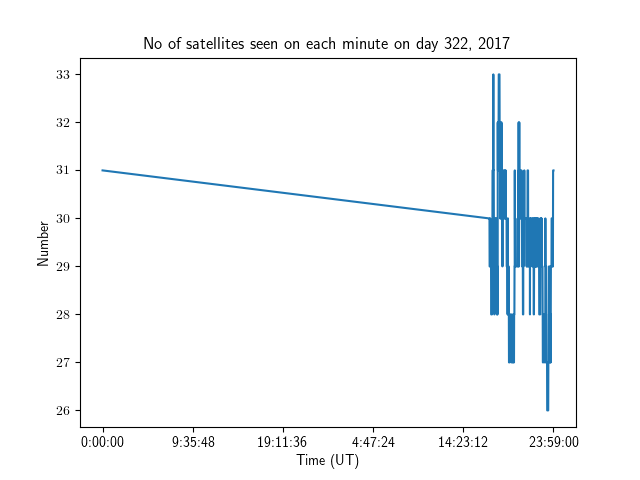 No of satellites seen on each minute on day 322, 2017
33
32
31
30
29
28
27
26
Number
0:00:00 9:35:48 19:11:36 4:47:24 14:23:12 23:59:00
Time (UT)